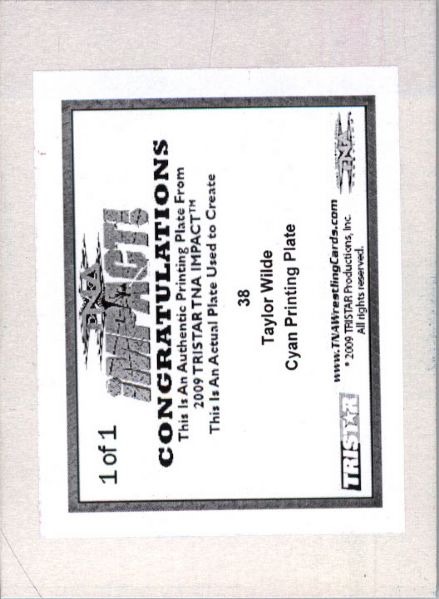 1 of 1
TNA
IMPACT!
CONGRATULATIONS
This Is An Authentic Printing Plate From
2009 TRISTAR TNA IMPACT™
This Is An Actual Plate Used to Create
38
Taylor Wilde
Cyan Printing Plate
TRISTAR
www.TNAWrestlingCards.com
* 2009 TRISTAR Productions, Inc.
All rights reserved.
TNA